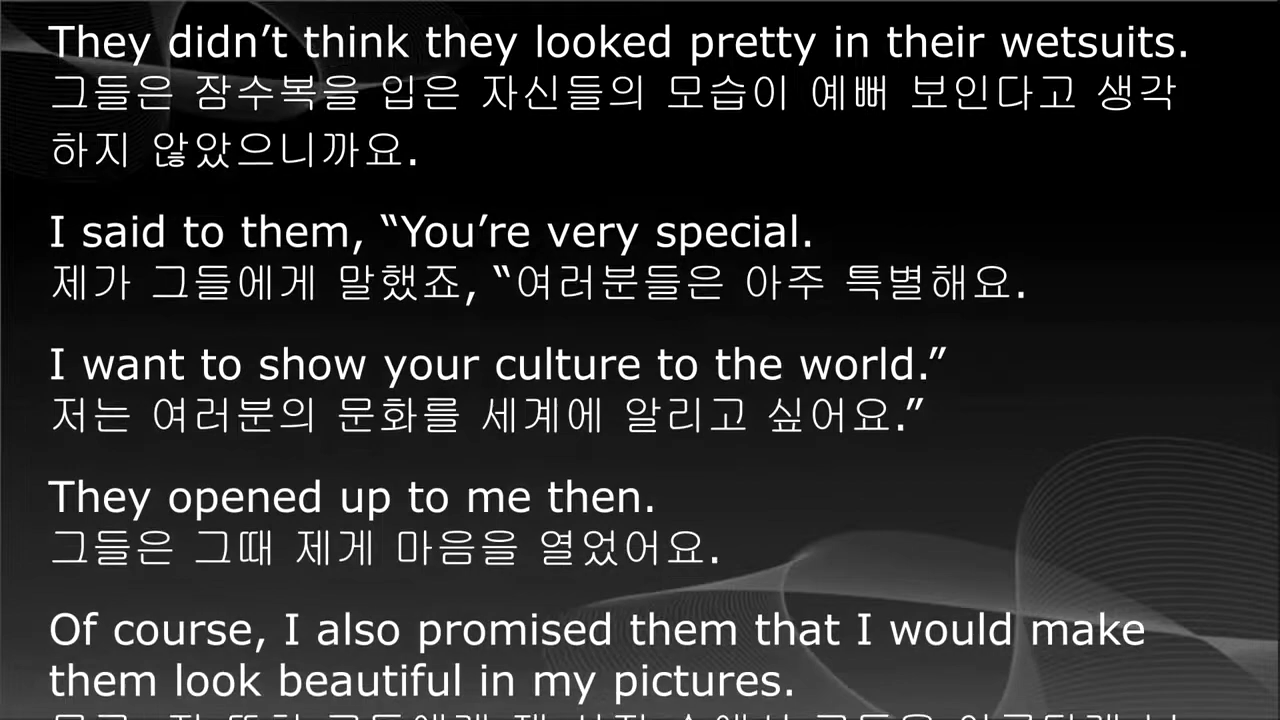 They didn’t think they looked pretty in their wetsuits.
그들은 잠수복을 입은 자신들의 모습이 예뻐 보인다고 생각
하지 않았으니까요.
I said to them, “You’re very special.
제가 그들에게 말했죠, “여러분들은 아주 특별해요.
I want to show your culture to the world.”
저는 여러분의 문화를 세계에 알리고 싶어요.”
They opened up to me then.
그들은 그때 제게 마음을 열었어요.
Of course, I also promised them that I would make
them look beautiful in my pictures.